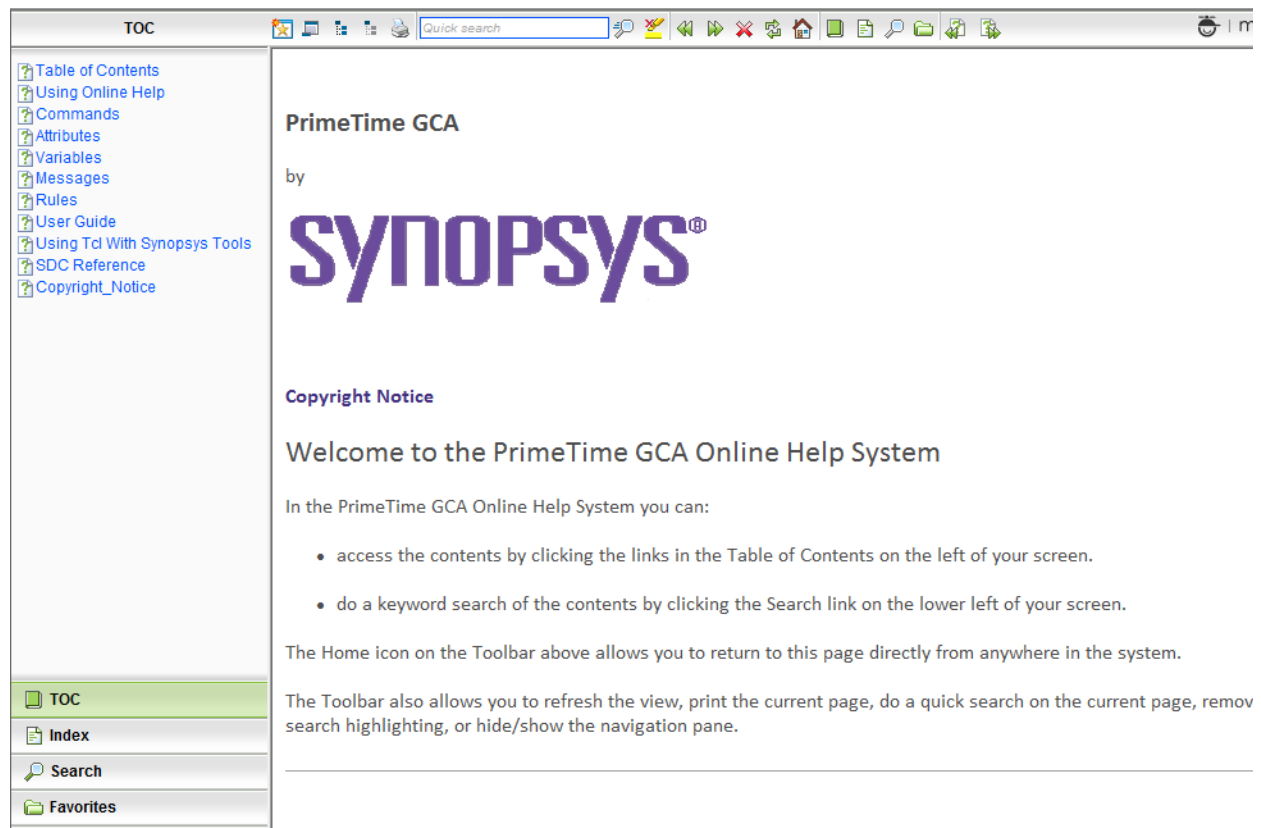 TOC
Quick search
Table of Contents
Using Online Help
Commands
Attributes
Variables
Messages
Rules
User Guide
Using Tcl With Synopsys Tools
SDC Reference
Copyright_Notice
TOC
Index
Search
Favorites
PrimeTime GCA
by
SYNOPSYS®
Copyright Notice
Welcome to the PrimeTime GCA Online Help System
In the PrimeTime GCA Online Help System you can:
• access the contents by clicking the links in the Table of Contents on the left of your screen.
• do a keyword search of the contents by clicking the Search link on the lower left of your screen.
The Home icon on the Toolbar above allows you to return to this page directly from anywhere in the system.
The Toolbar also allows you to refresh the view, print the current page, do a quick search on the current page, remov
search highlighting, or hide/show the navigation pane.